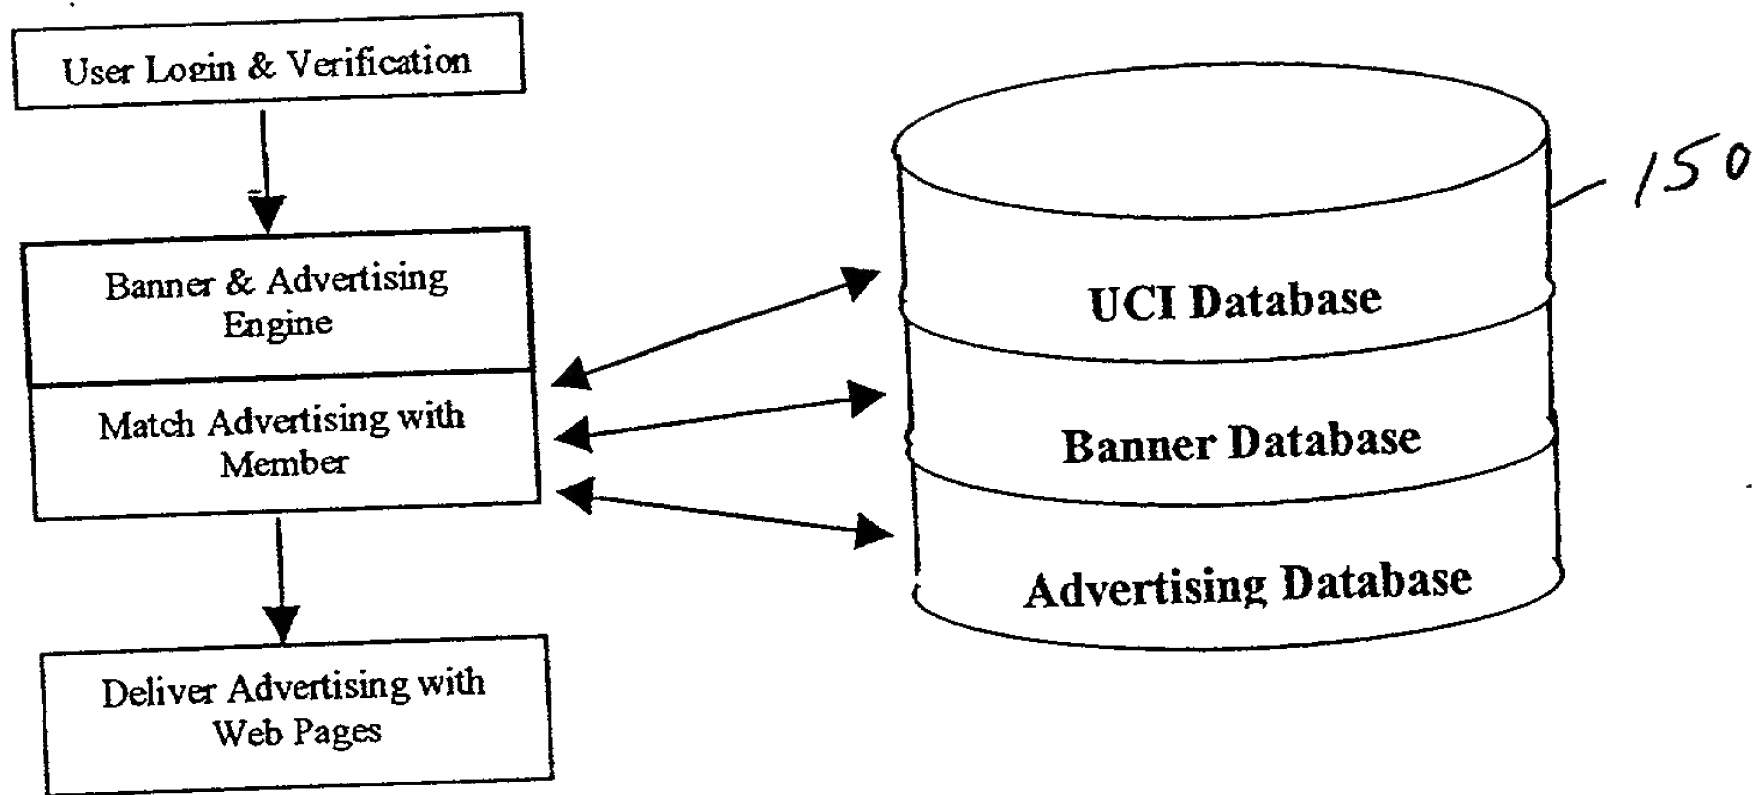 User Login & Verification
Banner & Advertising
Engine
Match Advertising with
Member
Deliver Advertising with
Web Pages
UCI Database
Banner Database
Advertising Database
150